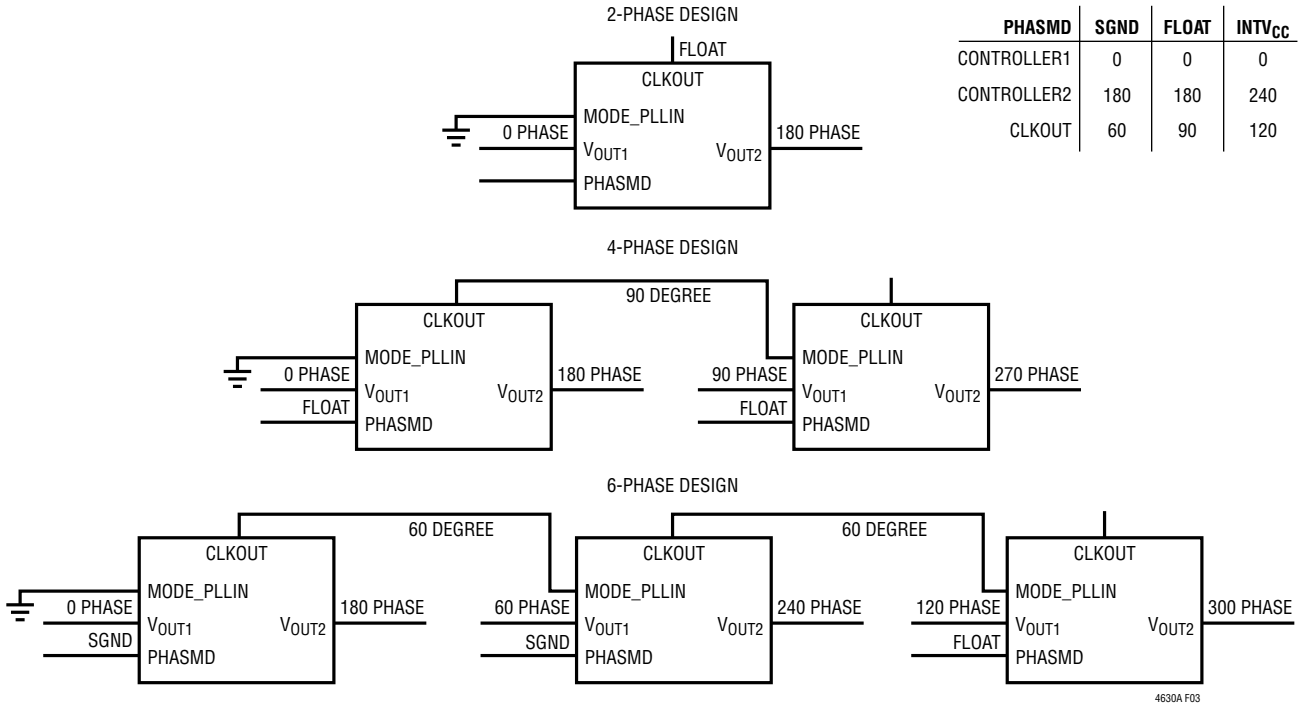 2-PHASE DESIGN
FLOAT
CLKOUT
MODE_PLLIN
0 PHASE
VOUT1
VOUT2
180 PHASE
PHASMD
PHASMD SGND FLOAT INTVCC
CONTROLLER1 0 0 0
CONTROLLER2 180 180 240
CLKOUT 60 90 120
4-PHASE DESIGN
90 DEGREE
CLKOUT
MODE_PLLIN
0 PHASE
VOUT1
VOUT2
180 PHASE
FLOAT
PHASMD
CLKOUT
MODE_PLLIN
90 PHASE
VOUT1
VOUT2
270 PHASE
FLOAT
PHASMD
6-PHASE DESIGN
60 DEGREE
60 DEGREE
CLKOUT
MODE_PLLIN
0 PHASE
VOUT1
VOUT2
180 PHASE
SGND
PHASMD
CLKOUT
MODE_PLLIN
60 PHASE
VOUT1
VOUT2
240 PHASE
SGND
PHASMD
CLKOUT
MODE_PLLIN
120 PHASE
VOUT1
VOUT2
300 PHASE
FLOAT
PHASMD
4630A F03